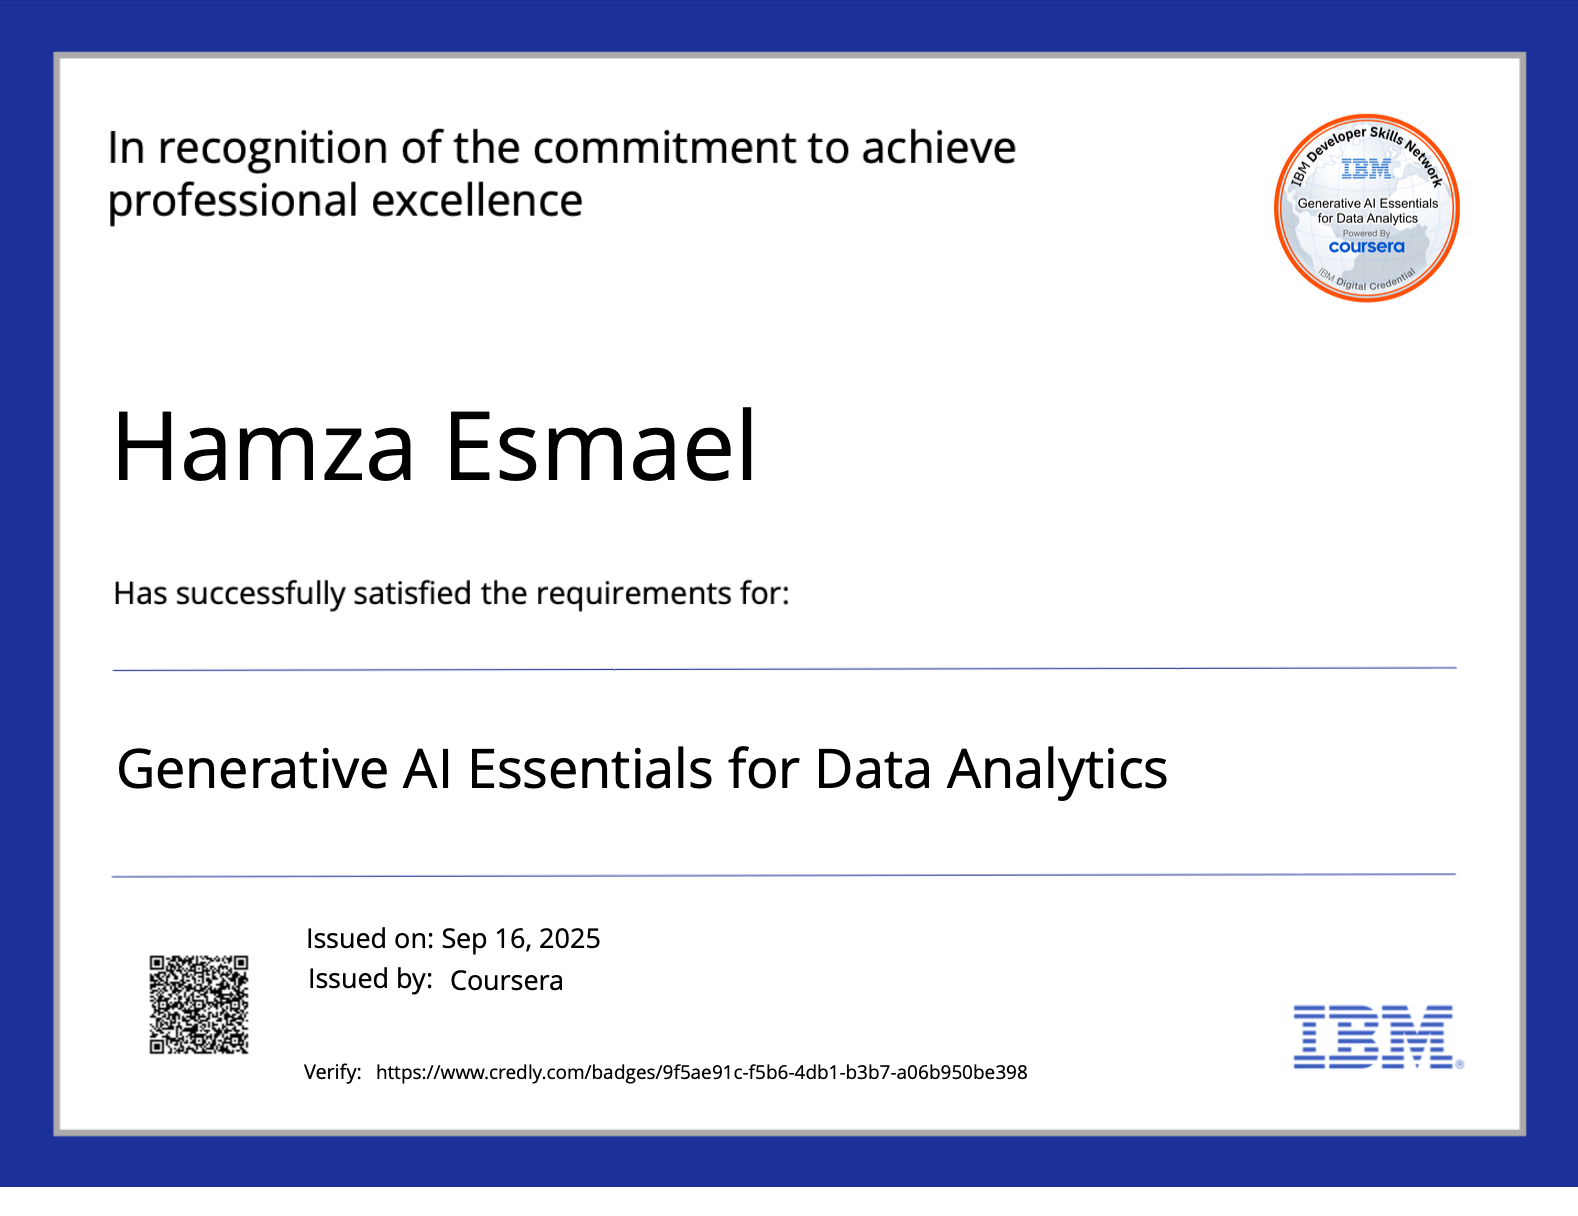 In recognition of the commitment to achieve
professional excellence
IBM Developer Skills Network
IBM
Generative AI Essentials
for Data Analytics
Powered By
coursera
IBM Digital Credential
Hamza Esmael
Has successfully satisfied the requirements for:
Generative AI Essentials for Data Analytics
Issued on: Sep 16, 2025
Issued by: Coursera
Verify: https://www.credly.com/badges/9f5ae91c-f5b6-4db1-b3b7-a06b950be398
IBM®